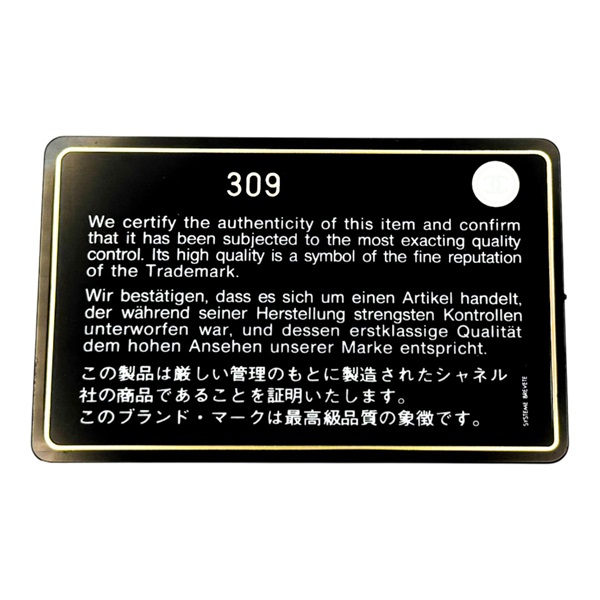 309
We certify the authenticity of this item and confirm
that it has been subjected to the most exacting quality
control. Its high quality is a symbol of the fine reputation
of the Trademark.
Wir bestätigen, dass es sich um einen Artikel handelt,
der während seiner Herstellung strengsten Kontrollen
unterworfen war, und dessen erstklassige Qualität
dem hohen Ansehen unserer Marke entspricht.
この製品は厳しい管理のもとに製造されたシャネル
社の商品であることを証明いたします。
このブランド・マークは最高級品質の象徴です。
SYSTEME BREVETE